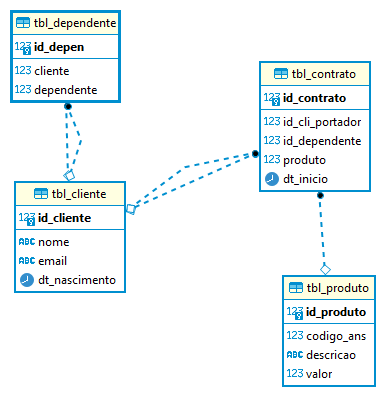 tbl_dependente
123 id_depen
123 cliente
123 dependente
tbl_contrato
123 id_contrato
123 id_cli_portador
123 id_dependente
123 produto
dt_inicio
tbl_cliente
123 id_cliente
ABC nome
ABC email
dt_nascimento
tbl_produto
123 id_produto
123 codigo_ans
ABC descricao
123 valor